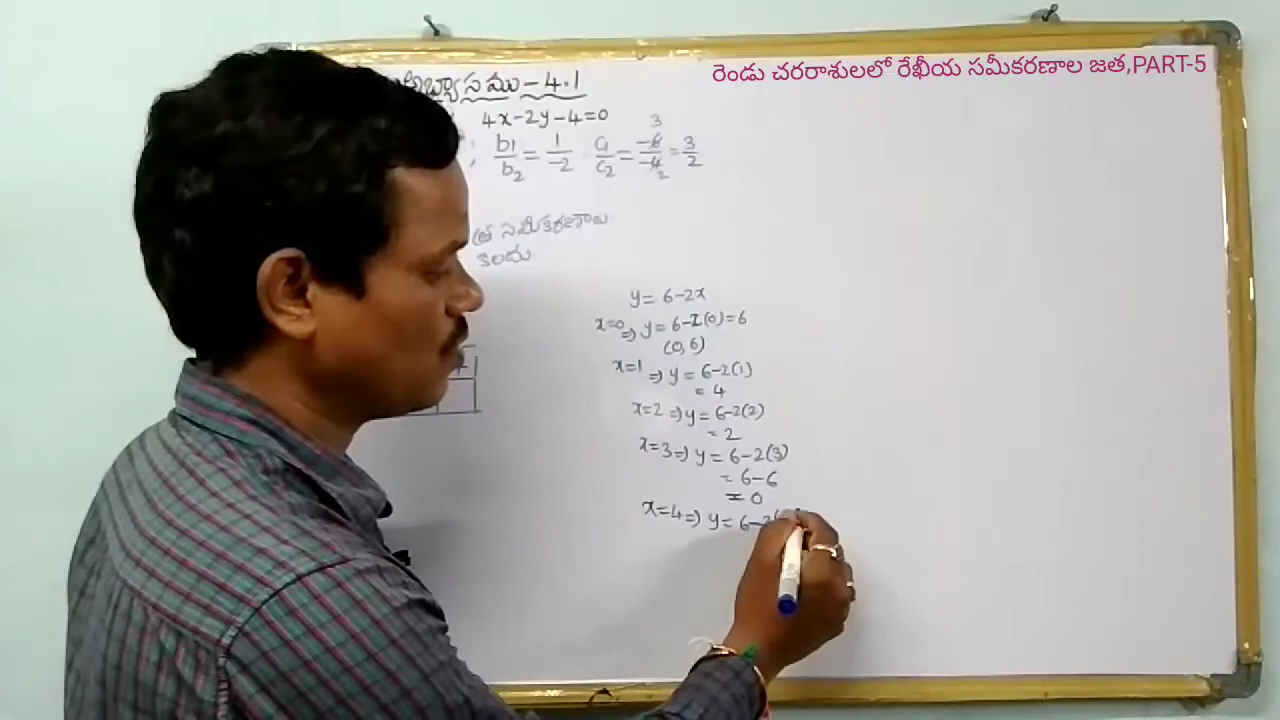 రెండు చరరాశులలో రేఖీయ సమీకరణాల జత,PART-5
అభ్యాసము - 4.1
4x-2y-4=0
; b1/b2 = 1/-2 c1/c2 = -6/-4 = 3/2
3
2
సమీకరణాలు
కలదు
y = 6-2x
x=0 => y = 6-2(0)=6
(0,6)
x=1 => y = 6-2(1)
= 4
x=2 => y = 6-2(2)
= 2
x=3 => y = 6-2(3)
= 6-6
= 0
x=4 => y = 6-2(